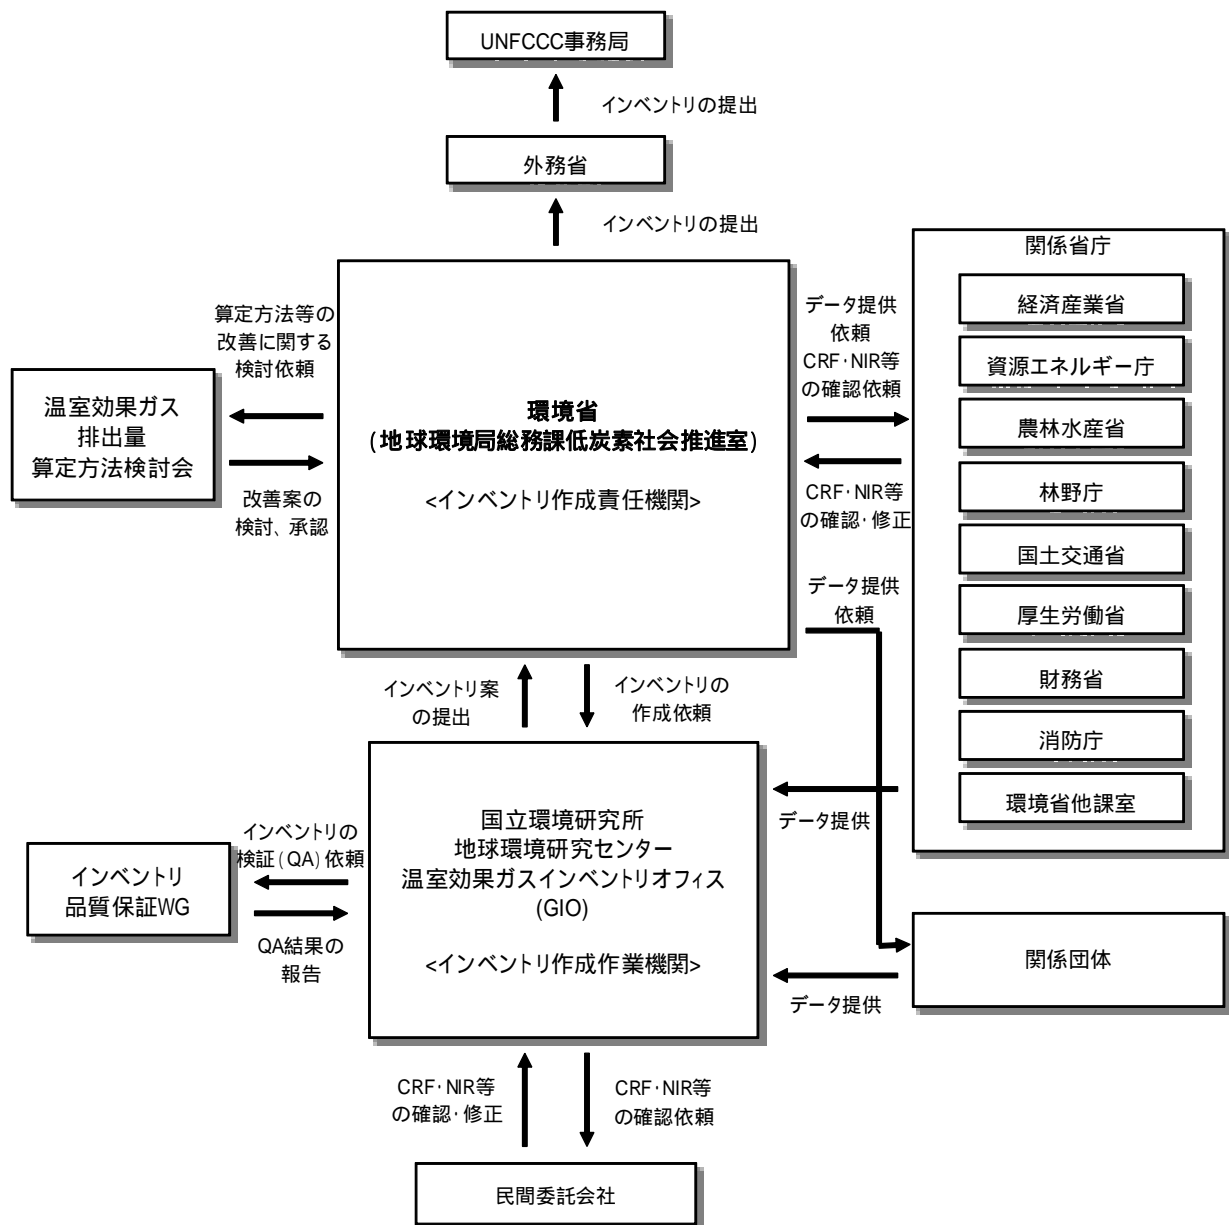 UNFCCC事務局
インベントリの提出
外務省
インベントリの提出
環境省
(地球環境局総務課低炭素社会推進室)
<インベントリ作成責任機関>
算定方法等の
改善に関する
検討依頼
温室効果ガス
排出量
算定方法検討会
改善案の
検討、承認
データ提供
依頼
CRF・NIR等
の確認依頼
CRF・NIR等
の確認・修正
データ提供
依頼
関係省庁
経済産業省
資源エネルギー庁
農林水産省
林野庁
国土交通省
厚生労働省
財務省
消防庁
環境省他課室
インベントリ案
の提出
インベントリの
作成依頼
国立環境研究所
地球環境研究センター
温室効果ガスインベントリオフィス
(GIO)
<インベントリ作成作業機関>
インベントリの
検証(QA)依頼
インベントリ
品質保証WG
QA結果の
報告
データ提供
関係団体
データ提供
CRF・NIR等
の確認・修正
CRF・NIR等
の確認依頼
民間委託会社